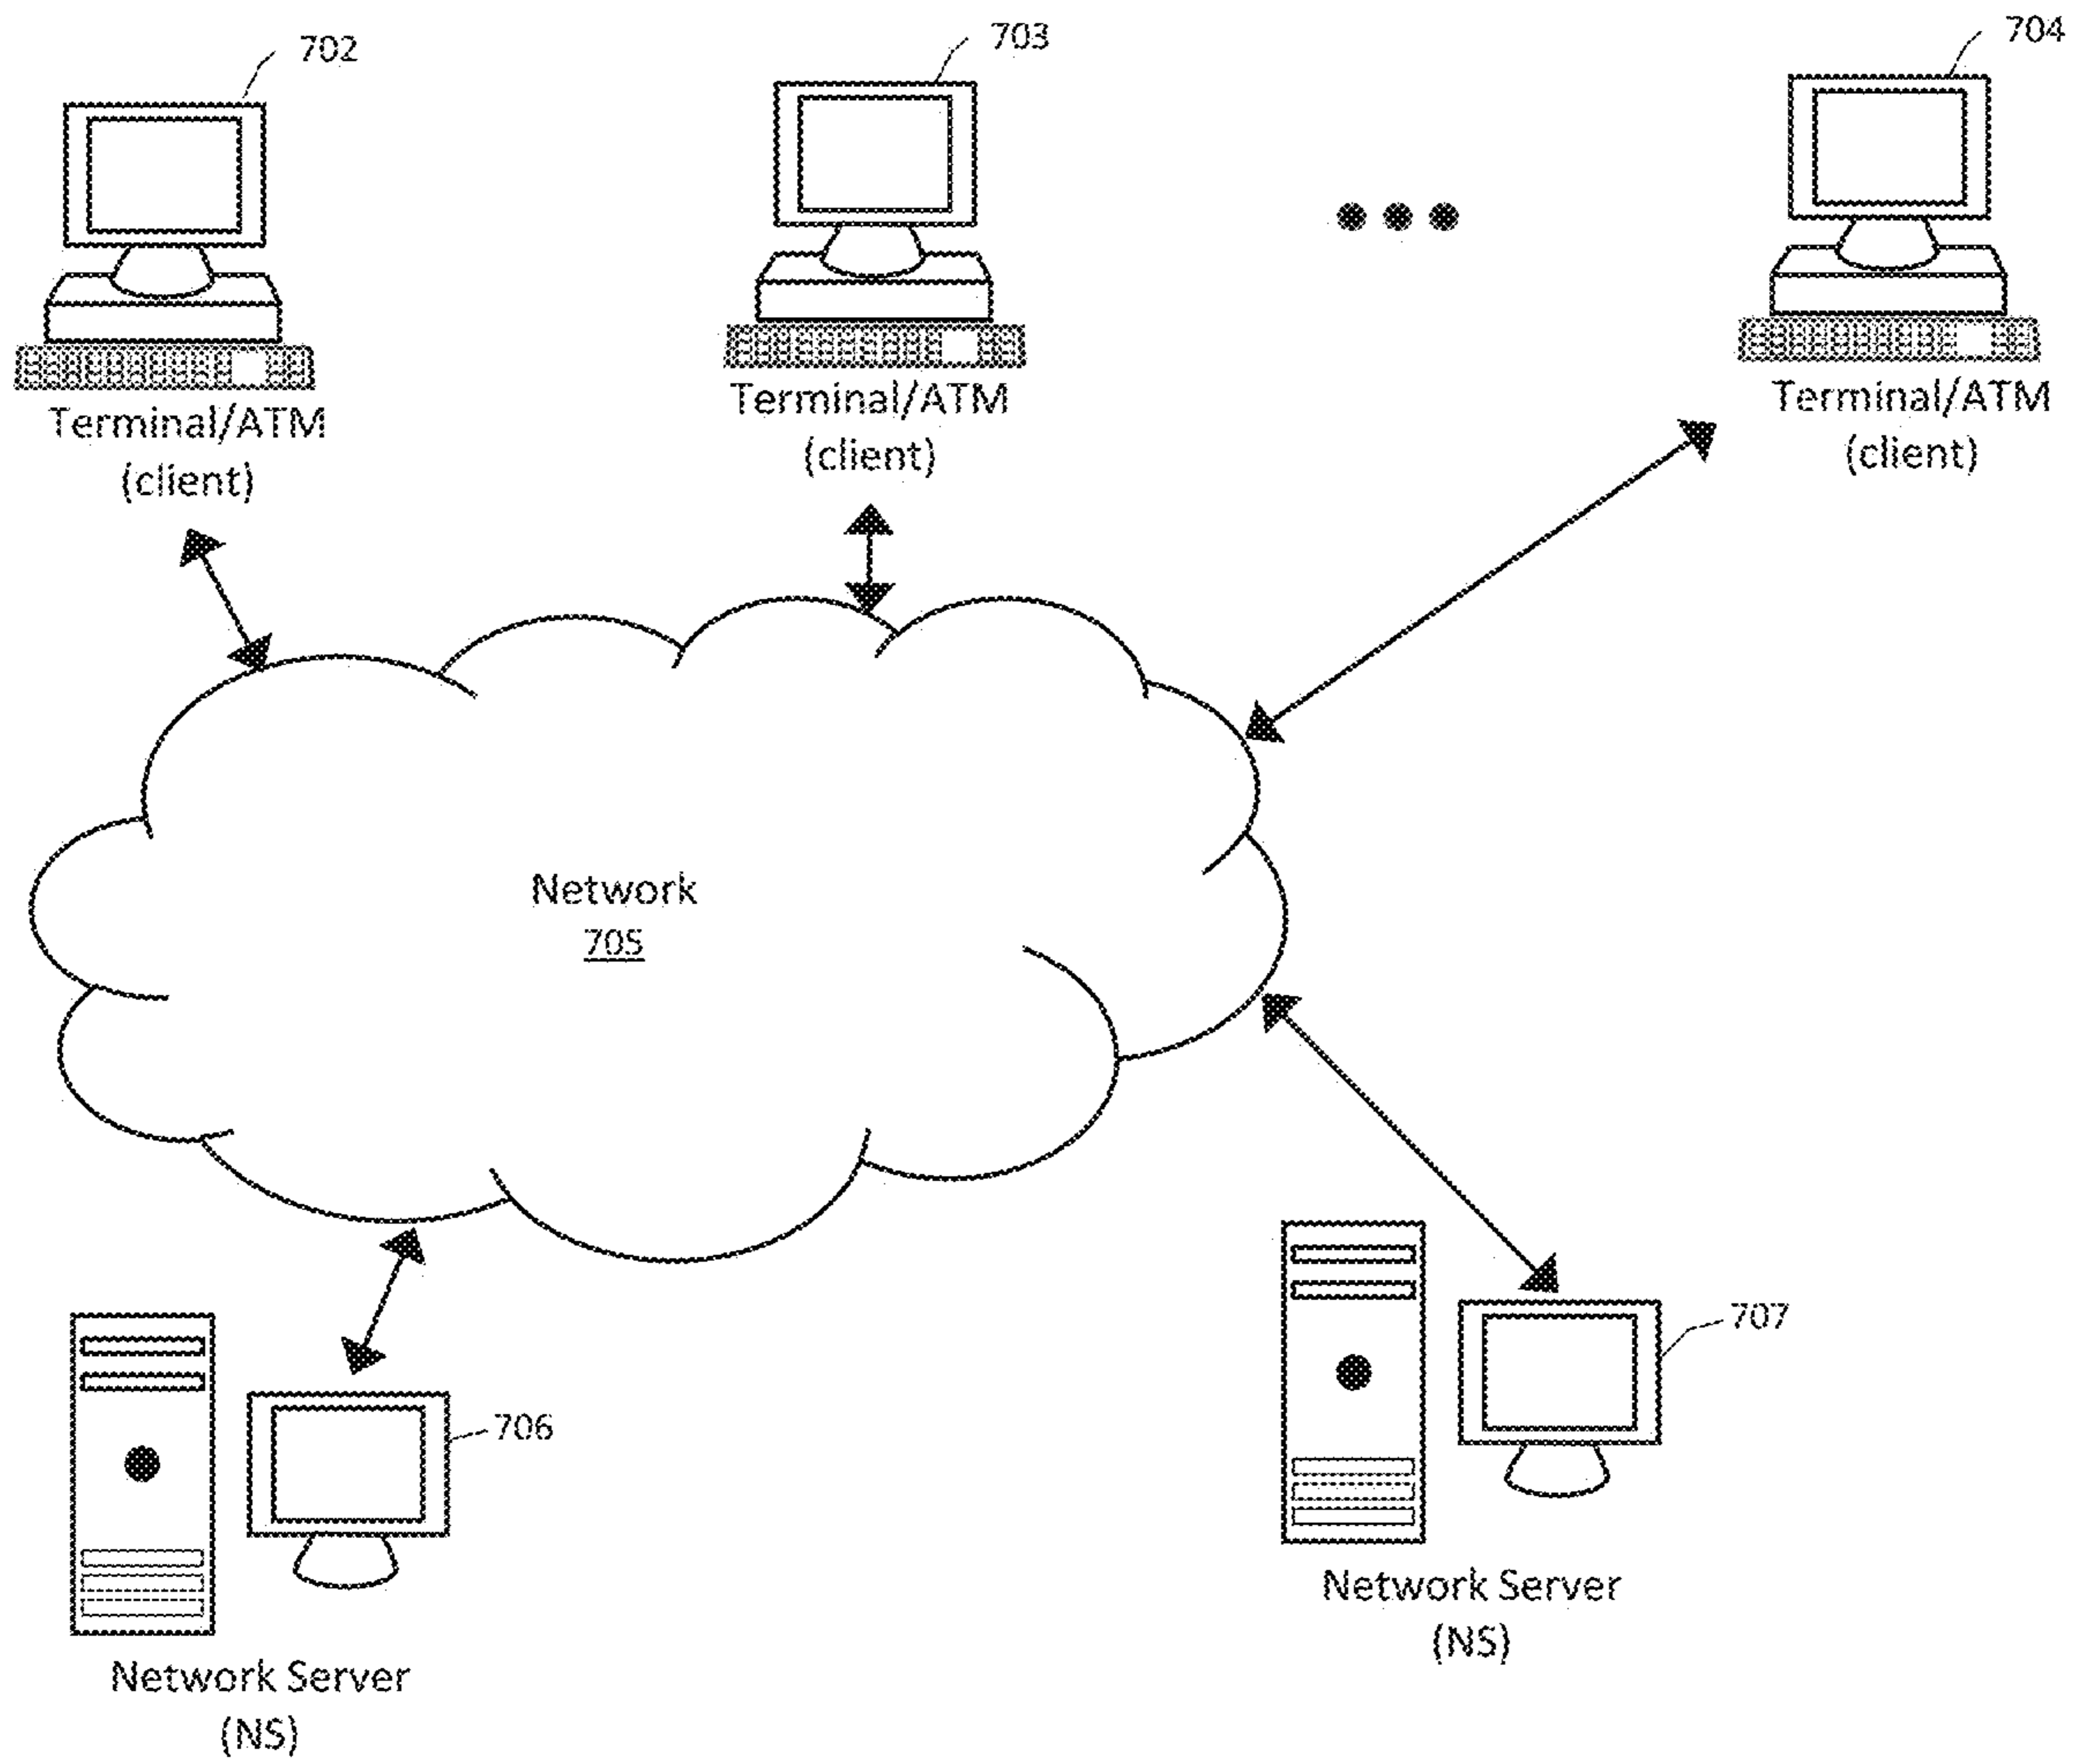 702
703
704
Terminal/ATM
(client)
Terminal/ATM
(client)
Terminal/ATM
(client)
Network
705
706
707
Network Server
(NS)
Network Server
(NS)